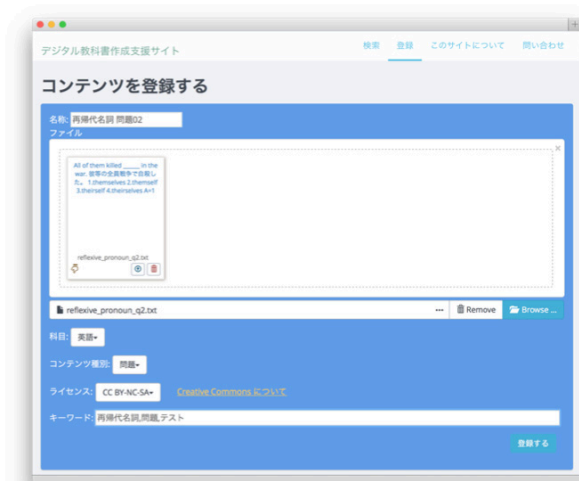 デジタル教科書作成支援サイト
検索 登録 このサイトについて 問い合わせ
コンテンツを登録する
名称: 再帰代名詞 問題02
ファイル
All of them killed _____ in the
war. 彼等の全員戦争で自殺し
た。 1.themselves 2.themself
3.theirself 4.theirselves A=1
reflexive_pronoun_q2.txt
reflexive_pronoun_q2.txt
Remove
Browse ...
科目: 英語
コンテンツ種別: 問題
ライセンス: CC BY-NC-SA
Creative Commons について
キーワード: 再帰代名詞,問題,テスト
登録する